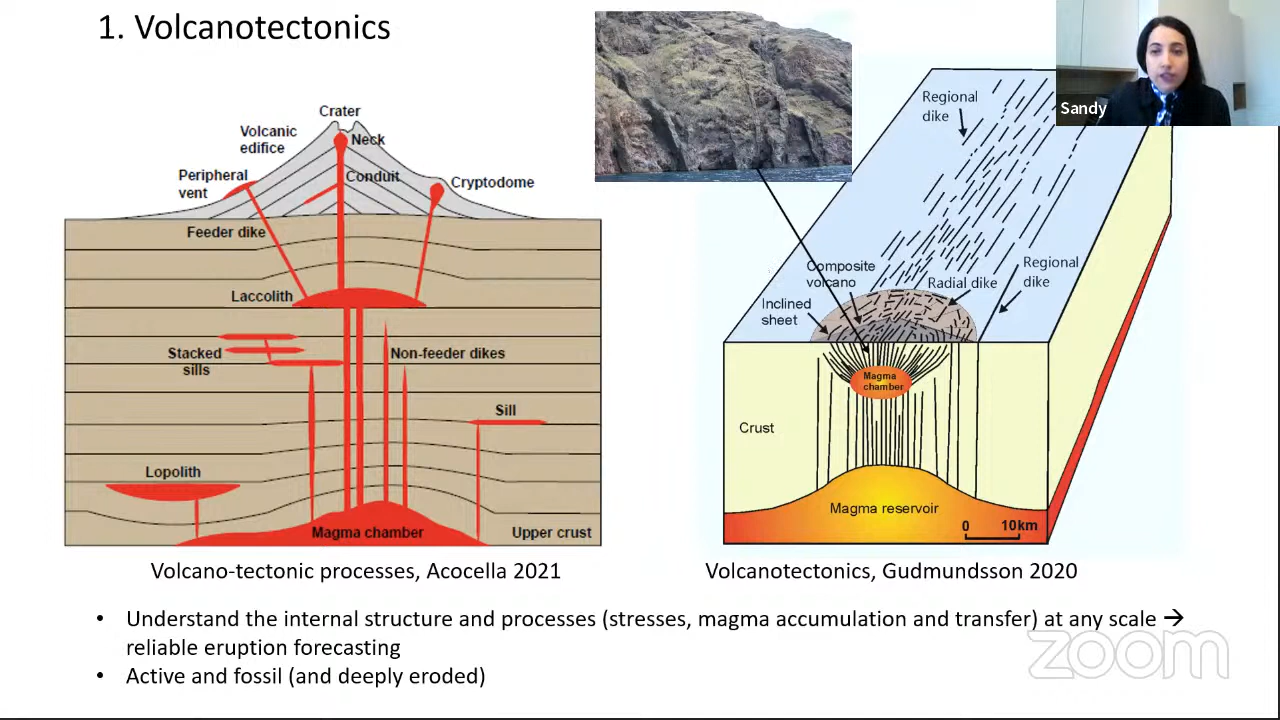 1. Volcanotectonics
Sandy
Crater
Volcanic
edifice
Neck
Peripheral
vent
Conduit
Cryptodome
Feeder dike
Laccolith
Stacked
sills
Non-feeder dikes
Sill
Lopolith
Magma chamber
Upper crust
Volcano-tectonic processes, Acocella 2021
Regional
dike
Composite
volcano
Radial dike
Regional
dike
Inclined
sheet
Magma
chamber
Crust
Magma reservoir
0 10km
Volcanotectonics, Gudmundsson 2020
• Understand the internal structure and processes (stresses, magma accumulation and transfer) at any scale →
reliable eruption forecasting
• Active and fossil (and deeply eroded)
zoom